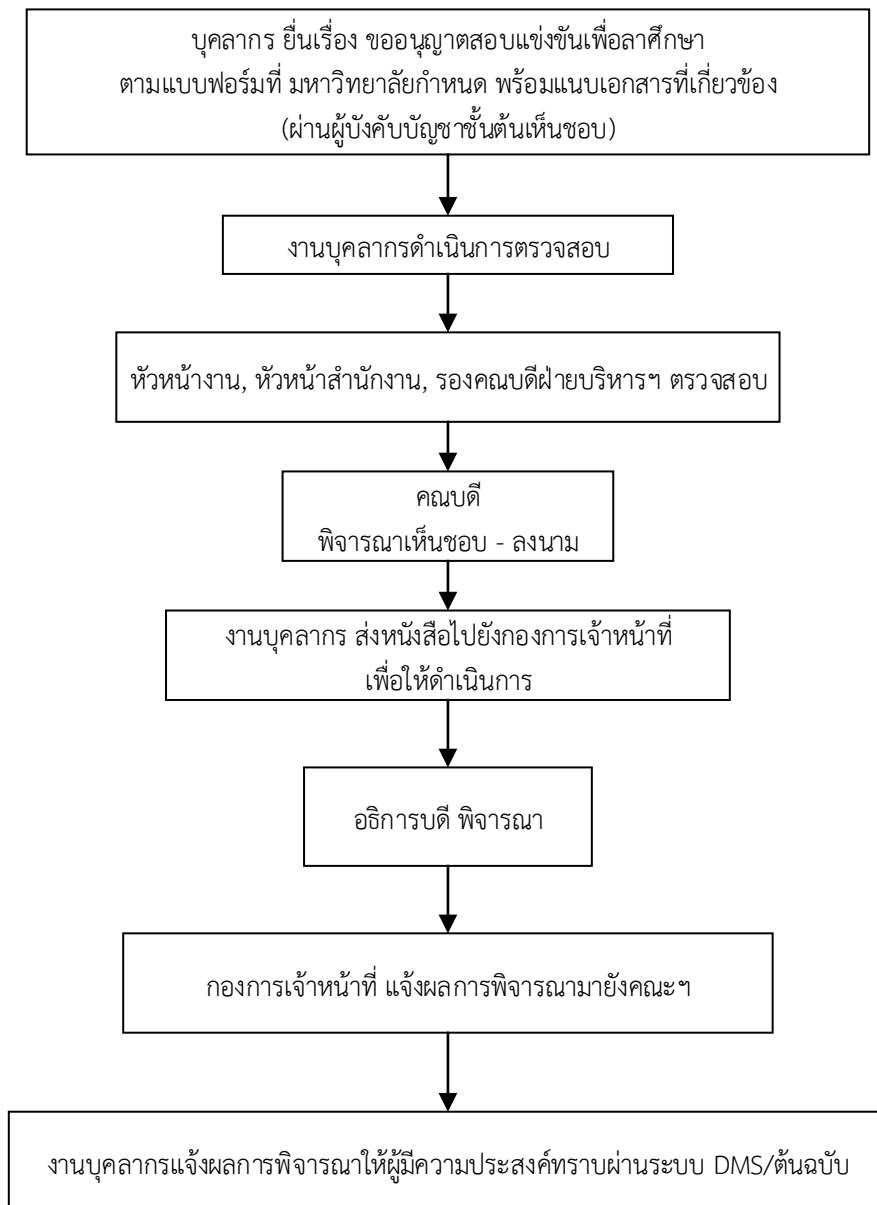 บุคลากร ยื่นเรื่อง ขออนุญาตสอบแข่งขันเพื่อลาศึกษา
ตามแบบฟอร์มที่ มหาวิทยาลัยกำหนด พร้อมแนบเอกสารที่เกี่ยวข้อง
(ผ่านผู้บังคับบัญชาชั้นต้นเห็นชอบ)
งานบุคลากรดำเนินการตรวจสอบ
หัวหน้างาน, หัวหน้าสำนักงาน, รองคณบดีฝ่ายบริหารฯ ตรวจสอบ
คณบดี
พิจารณาเห็นชอบ - ลงนาม
งานบุคลากร ส่งหนังสือไปยังกองการเจ้าหน้าที่
เพื่อให้ดำเนินการ
อธิการบดี พิจารณา
กองการเจ้าหน้าที่ แจ้งผลการพิจารณามายังคณะฯ
งานบุคลากรแจ้งผลการพิจารณาให้ผู้มีความประสงค์ทราบผ่านระบบ DMS/ต้นฉบับ